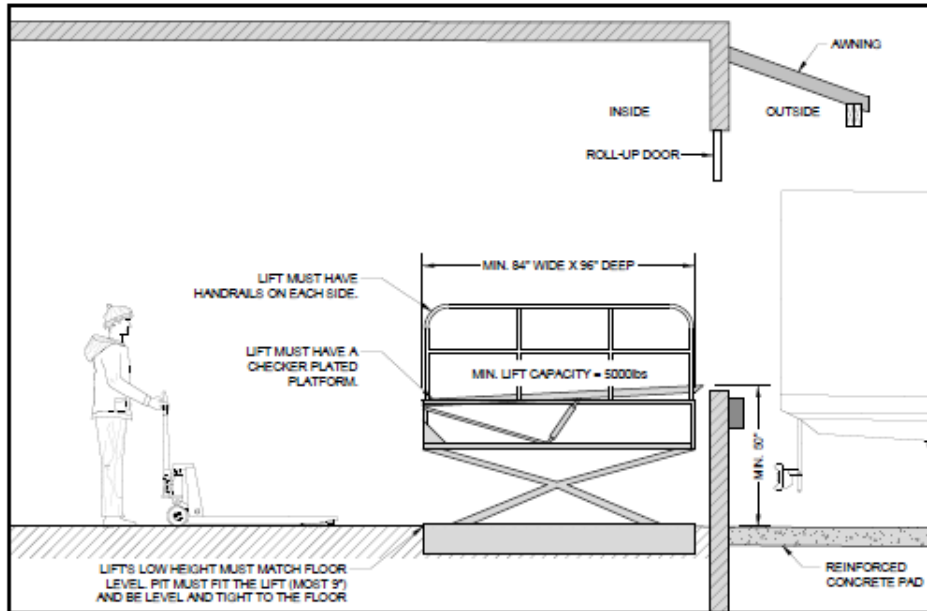 AWNING
INSIDE
OUTSIDE
ROLL-UP DOOR
MIN. 84" WIDE X 96" DEEP
LIFT MUST HAVE
HANDRAILS ON EACH SIDE.
LIFT MUST HAVE A
CHECKER PLATED
PLATFORM.
MIN. LIFT CAPACITY = 5000lbs
MIN. 60"
LIFT'S LOW HEIGHT MUST MATCH FLOOR
LEVEL. PIT MUST FIT THE LIFT (MOST 9")
AND BE LEVEL AND TIGHT TO THE FLOOR
REINFORCED
CONCRETE PAD